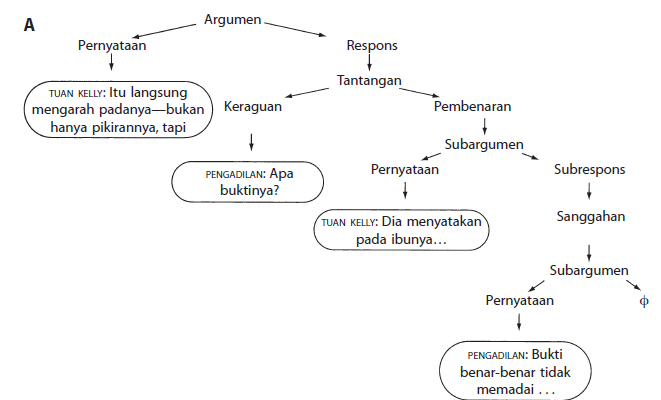 A
Argumen
Pernyataan
Respons
Tantangan
TUAN KELLY: Itu langsung
mengarah padanya—bukan
hanya pikirannya, tapi
Keraguan
Pembenaran
Subargumen
PENGADILAN: Apa
buktinya?
Pernyataan
Subrespons
TUAN KELLY: Dia menyatakan
pada ibunya...
Sanggahan
Subargumen
Pernyataan
ϕ
PENGADILAN: Bukti
benar-benar tidak
memadai . . .